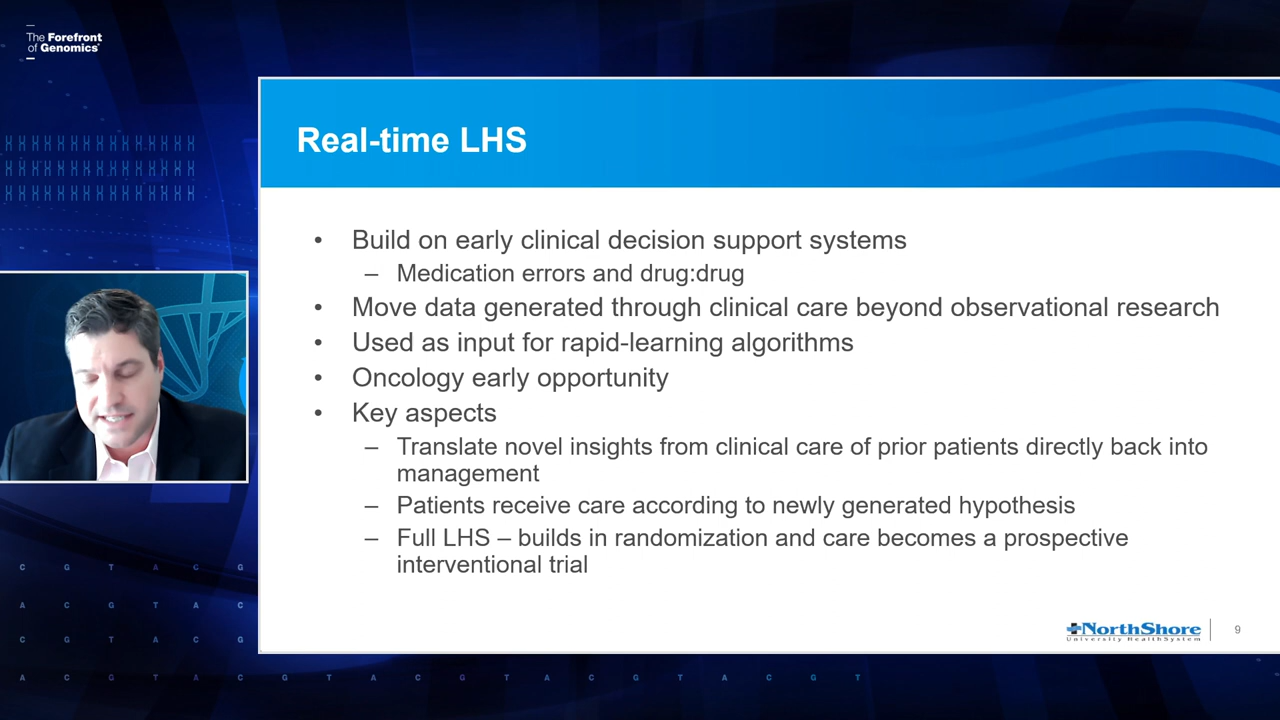 The Forefront
of Genomics®
Real-time LHS
• Build on early clinical decision support systems
– Medication errors and drug:drug
• Move data generated through clinical care beyond observational research
• Used as input for rapid-learning algorithms
• Oncology early opportunity
• Key aspects
– Translate novel insights from clinical care of prior patients directly back into
management
– Patients receive care according to newly generated hypothesis
– Full LHS – builds in randomization and care becomes a prospective
interventional trial
NorthShore
University HealthSystem
9
C G T A C G
A C G T A C
C G T A C G
A C G T A C G T A C G T A C G T A C G T